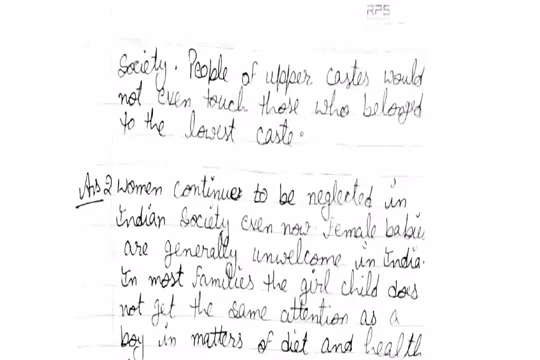 RPS
Society. People of upper castes would
not even touch those who belonged
to the lowest caste.
Ans 2 Women continue to be neglected in
Indian Society even now Female babies
are generally unwelcome in India.
In most families the girl child does
not get the same attention as a
boy in matters of diet and health